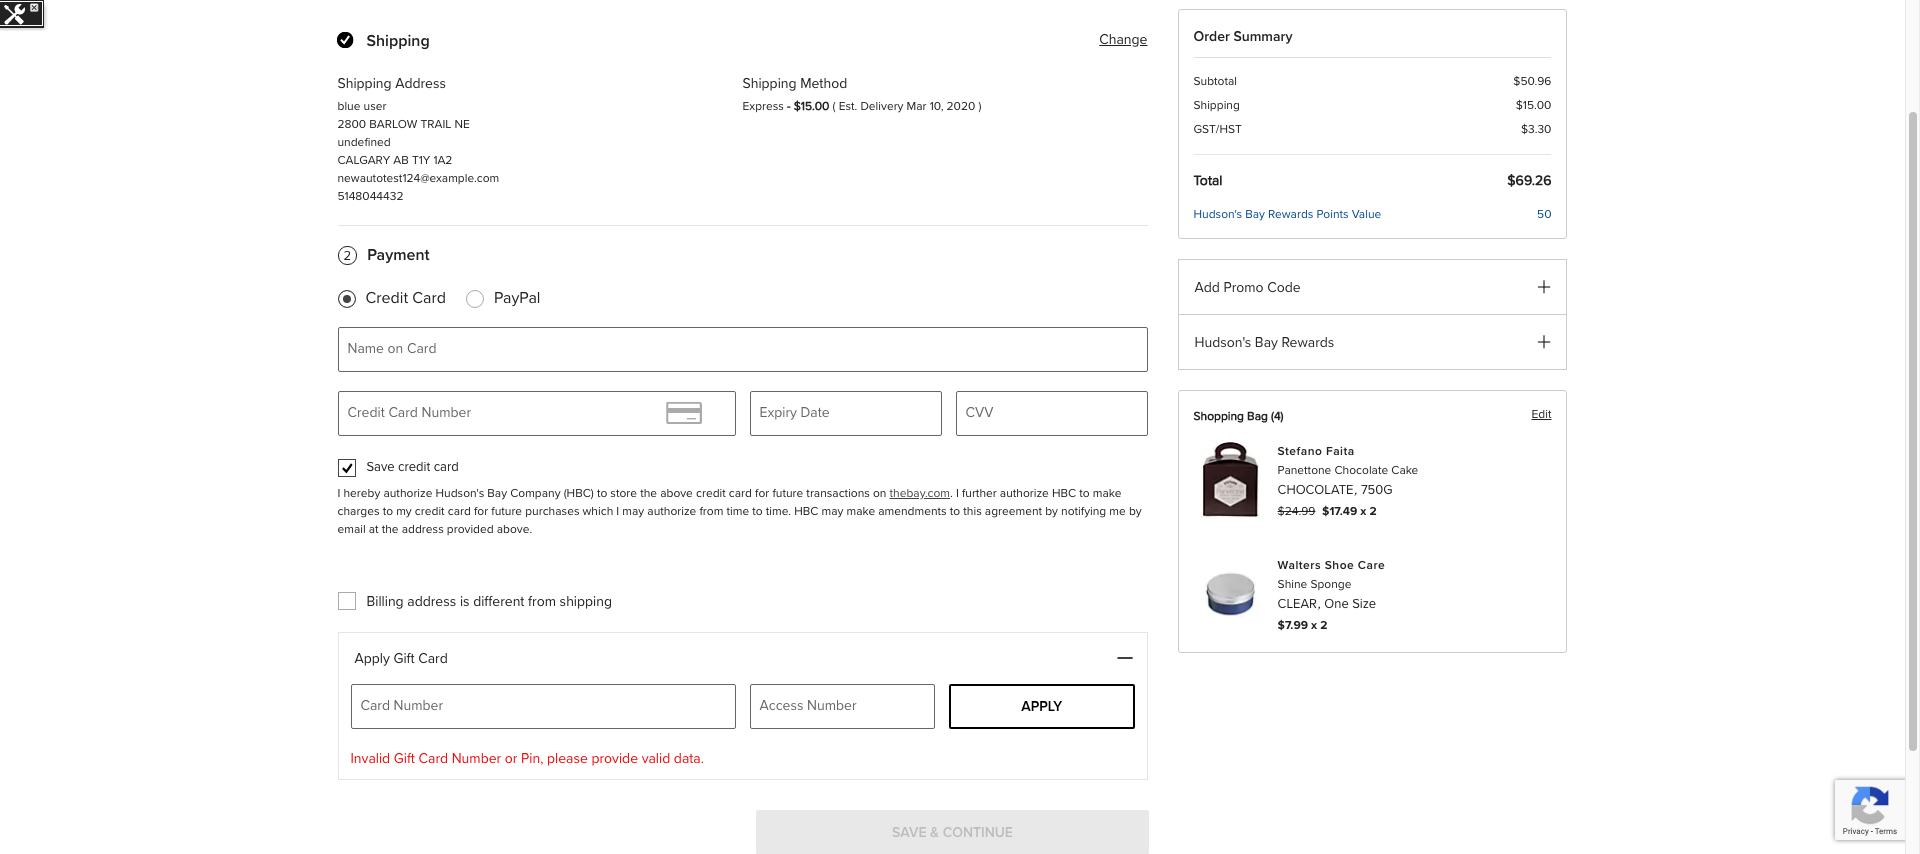 Shipping
Change
Shipping Address
blue user
2800 BARLOW TRAIL NE
undefined
CALGARY AB T1Y 1A2
newautotest124@example.com
5148044432
Shipping Method
Express - $15.00 ( Est. Delivery Mar 10, 2020 )
2 Payment
Credit Card PayPal
Name on Card
Credit Card Number Expiry Date CVV
Save credit card
I hereby authorize Hudson's Bay Company (HBC) to store the above credit card for future transactions on thebay.com. I further authorize HBC to make
charges to my credit card for future purchases which I may authorize from time to time. HBC may make amendments to this agreement by notifying me by
email at the address provided above.
Billing address is different from shipping
Apply Gift Card
Card Number Access Number APPLY
Invalid Gift Card Number or Pin, please provide valid data.
SAVE & CONTINUE
Order Summary
Subtotal $50.96
Shipping $15.00
GST/HST $3.30
Total $69.26
Hudson's Bay Rewards Points Value 50
Add Promo Code
Hudson's Bay Rewards
Shopping Bag (4) Edit
Stefano Faita
Panettone Chocolate Cake
CHOCOLATE, 750G
$24.99 $17.49 x 2
Walters Shoe Care
Shine Sponge
CLEAR, One Size
$7.99 x 2
Privacy - Terms